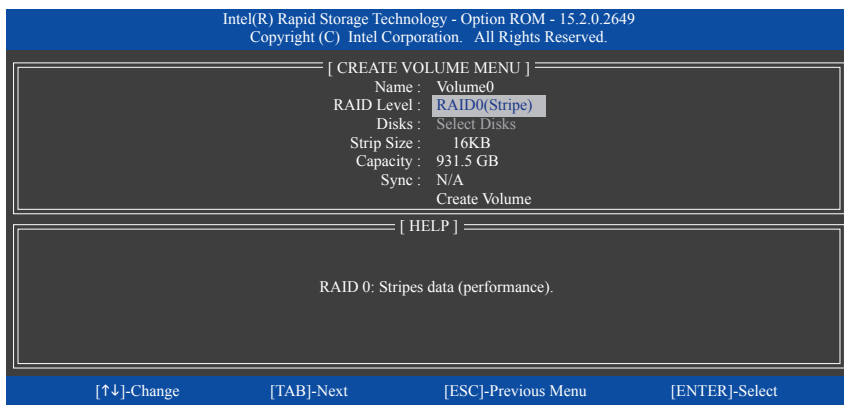 Intel(R) Rapid Storage Technology - Option ROM - 15.2.0.2649
Copyright (C) Intel Corporation. All Rights Reserved.
[ CREATE VOLUME MENU ]
Name : Volume0
RAID Level : RAID0(Stripe)
Disks : Select Disks
Strip Size : 16KB
Capacity : 931.5 GB
Sync : N/A
Create Volume
[ HELP ]
RAID 0: Stripes data (performance).
[↑↓]-Change [TAB]-Next [ESC]-Previous Menu [ENTER]-Select